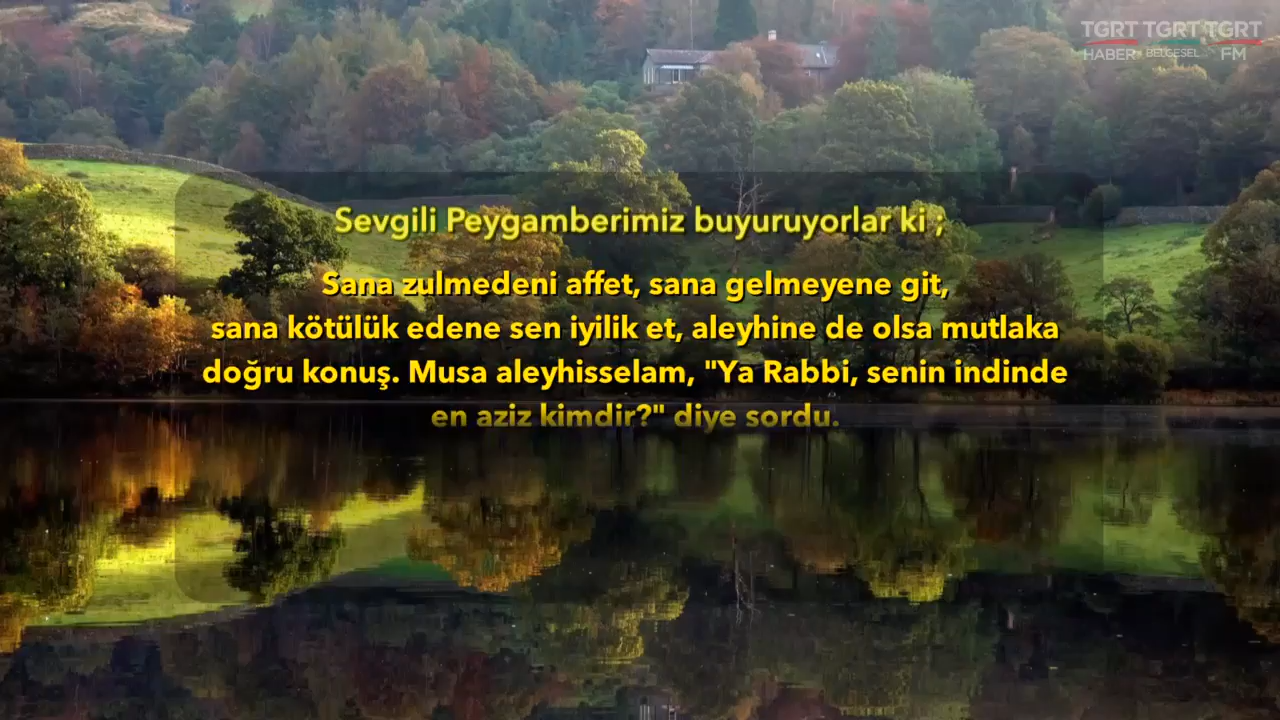 TGRT TGRT TGRT
HABER BELGESEL FM
Sevgili Peygamberimiz buyuruyorlar ki ;
Sana zulmedeni affet, sana gelmeyene git,
sana kötülük edene sen iyilik et, aleyhine de olsa mutlaka
doğru konuş. Musa aleyhisselam, "Ya Rabbi, senin indinde
en aziz kimdir?" diye sordu.